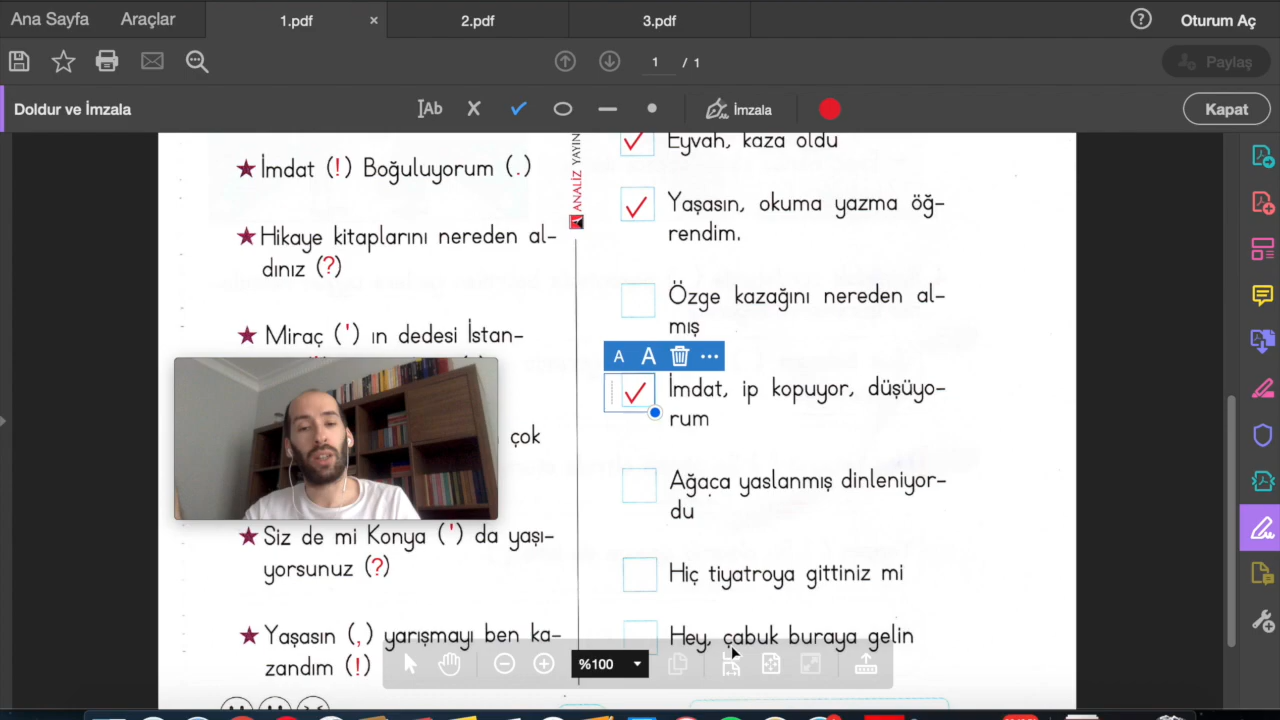 Ana Sayfa Araçlar 1.pdf × 2.pdf 3.pdf ? Oturum Aç
1 / 1 Paylaş
Doldur ve İmzala Ab İmzala Kapat
★ İmdat (!) Boğuluyorum (.)
★ Hikaye kitaplarını nereden al-
dınız (?)
★ Miraç (') ın dedesi İstan-
çok
★ Siz de mi Konya (') da yaşı-
yorsunuz (?)
★ Yaşasın (,) yarışmayı ben ka-
zandım (!)
ANALİZ YAYIN
Eyvah, kaza oldu
Yaşasın, okuma yazma öğ-
rendim.
Özge kazağını nereden al-
mış
A A ...
İmdat, ip kopuyor, düşüyo-
rum
Ağaca yaslanmış dinleniyor-
du
Hiç tiyatroya gittiniz mi
Hey, çabuk buraya gelin
%100